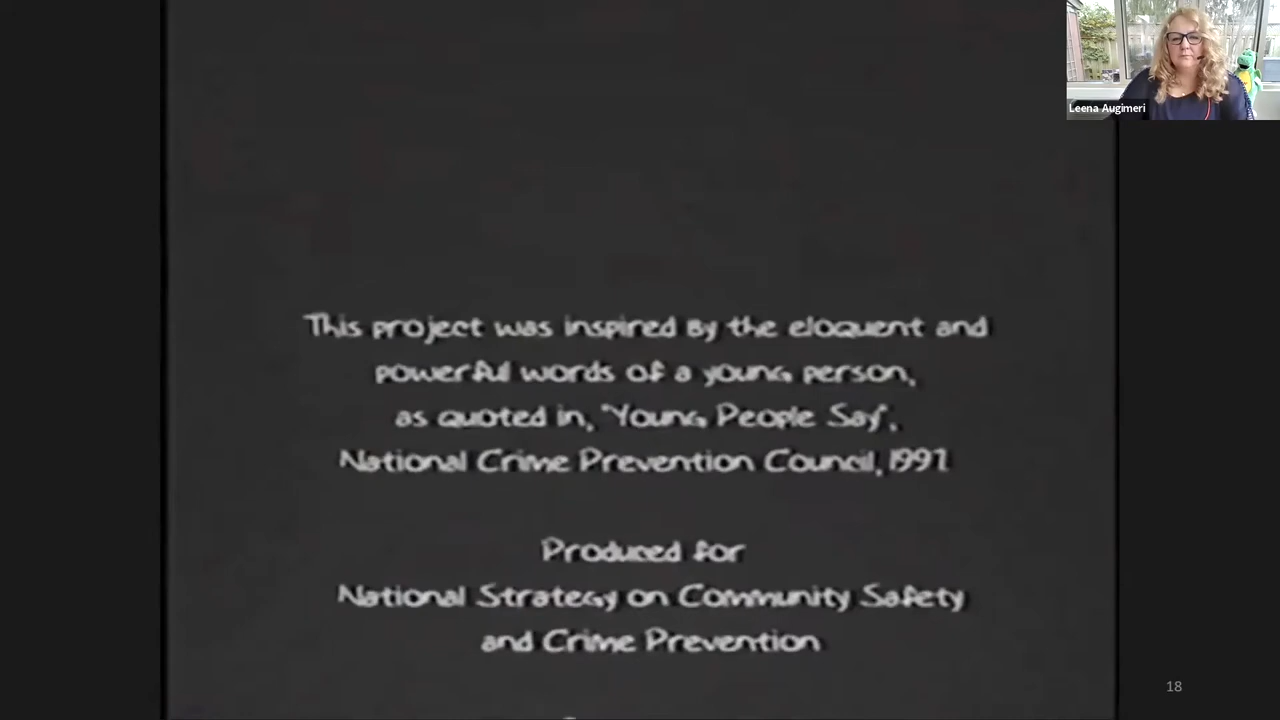 Leena Augimeri
This project was inspired by the eloquent and
powerful words of a young person,
as quoted in, "Young People Say",
National Crime Prevention Council, 1997
Produced for
National Strategy on Community Safety
and Crime Prevention
18